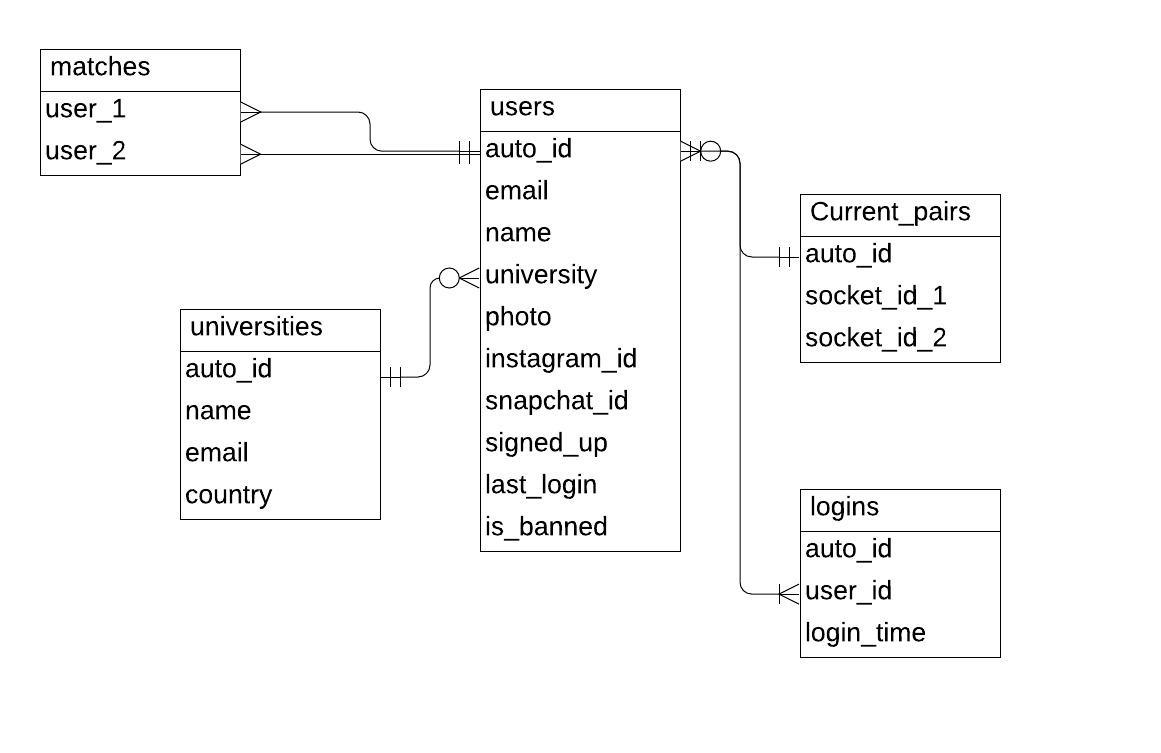 matches
user_1
user_2
users
auto_id
email
name
university
photo
instagram_id
snapchat_id
signed_up
last_login
is_banned
universities
auto_id
name
email
country
Current_pairs
auto_id
socket_id_1
socket_id_2
logins
auto_id
user_id
login_time